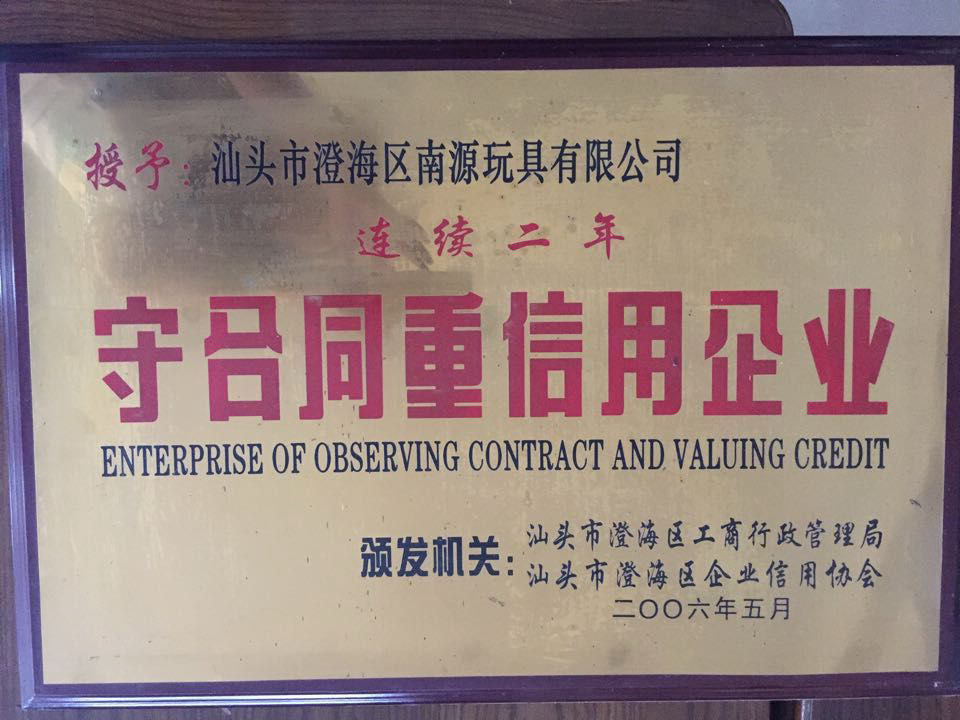 授予：汕头市澄海区南源玩具有限公司
连续二年
守合同重信用企业
ENTERPRISE OF OBSERVING CONTRACT AND VALUING CREDIT
颁发机关：汕头市澄海区工商行政管理局
汕头市澄海区企业信用协会
二〇〇六年五月